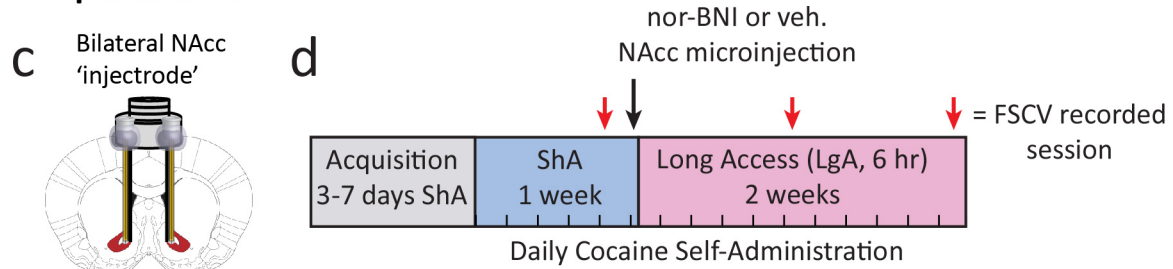 c
Bilateral NAcc
‘injectrode’
d
nor-BNI or veh.
NAcc microinjection
= FSCV recorded
session
Acquisition
3-7 days ShA
ShA
1 week
Long Access (LgA, 6 hr)
2 weeks
Daily Cocaine Self-Administration